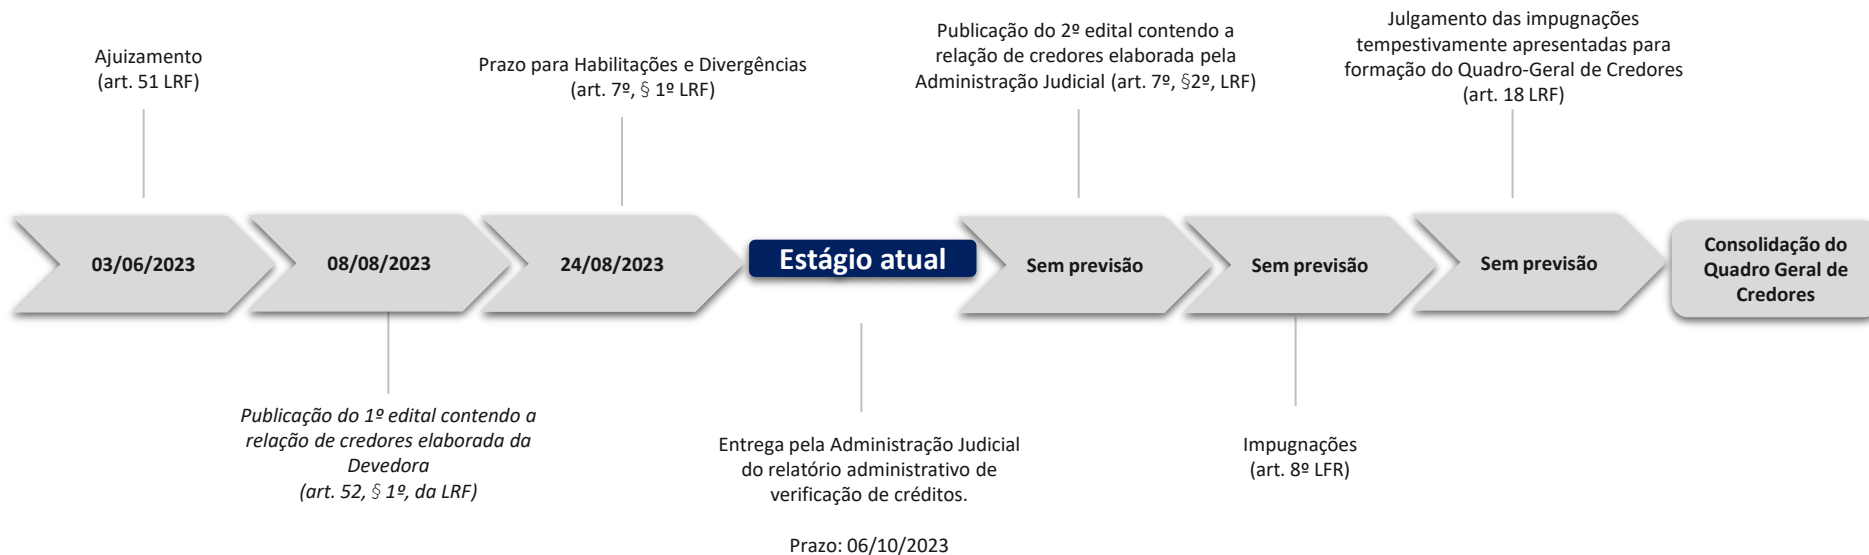 Ajuizamento
(art. 51 LRF)
Prazo para Habilitações e Divergências
(art. 7º, § 1º LRF)
Publicação do 2º edital contendo a
relação de credores elaborada pela
Administração Judicial (art. 7º, §2º, LRF)
Julgamento das impugnações
tempestivamente apresentadas para
formação do Quadro-Geral de Credores
(art. 18 LRF)
03/06/2023
08/08/2023
24/08/2023
Estágio atual
Sem previsão
Sem previsão
Sem previsão
Consolidação do
Quadro Geral de
Credores
Publicação do 1º edital contendo a
relação de credores elaborada da
Devedora
(art. 52, § 1º, da LRF)
Entrega pela Administração Judicial
do relatório administrativo de
verificação de créditos.
Prazo: 06/10/2023
Impugnações
(art. 8º LFR)